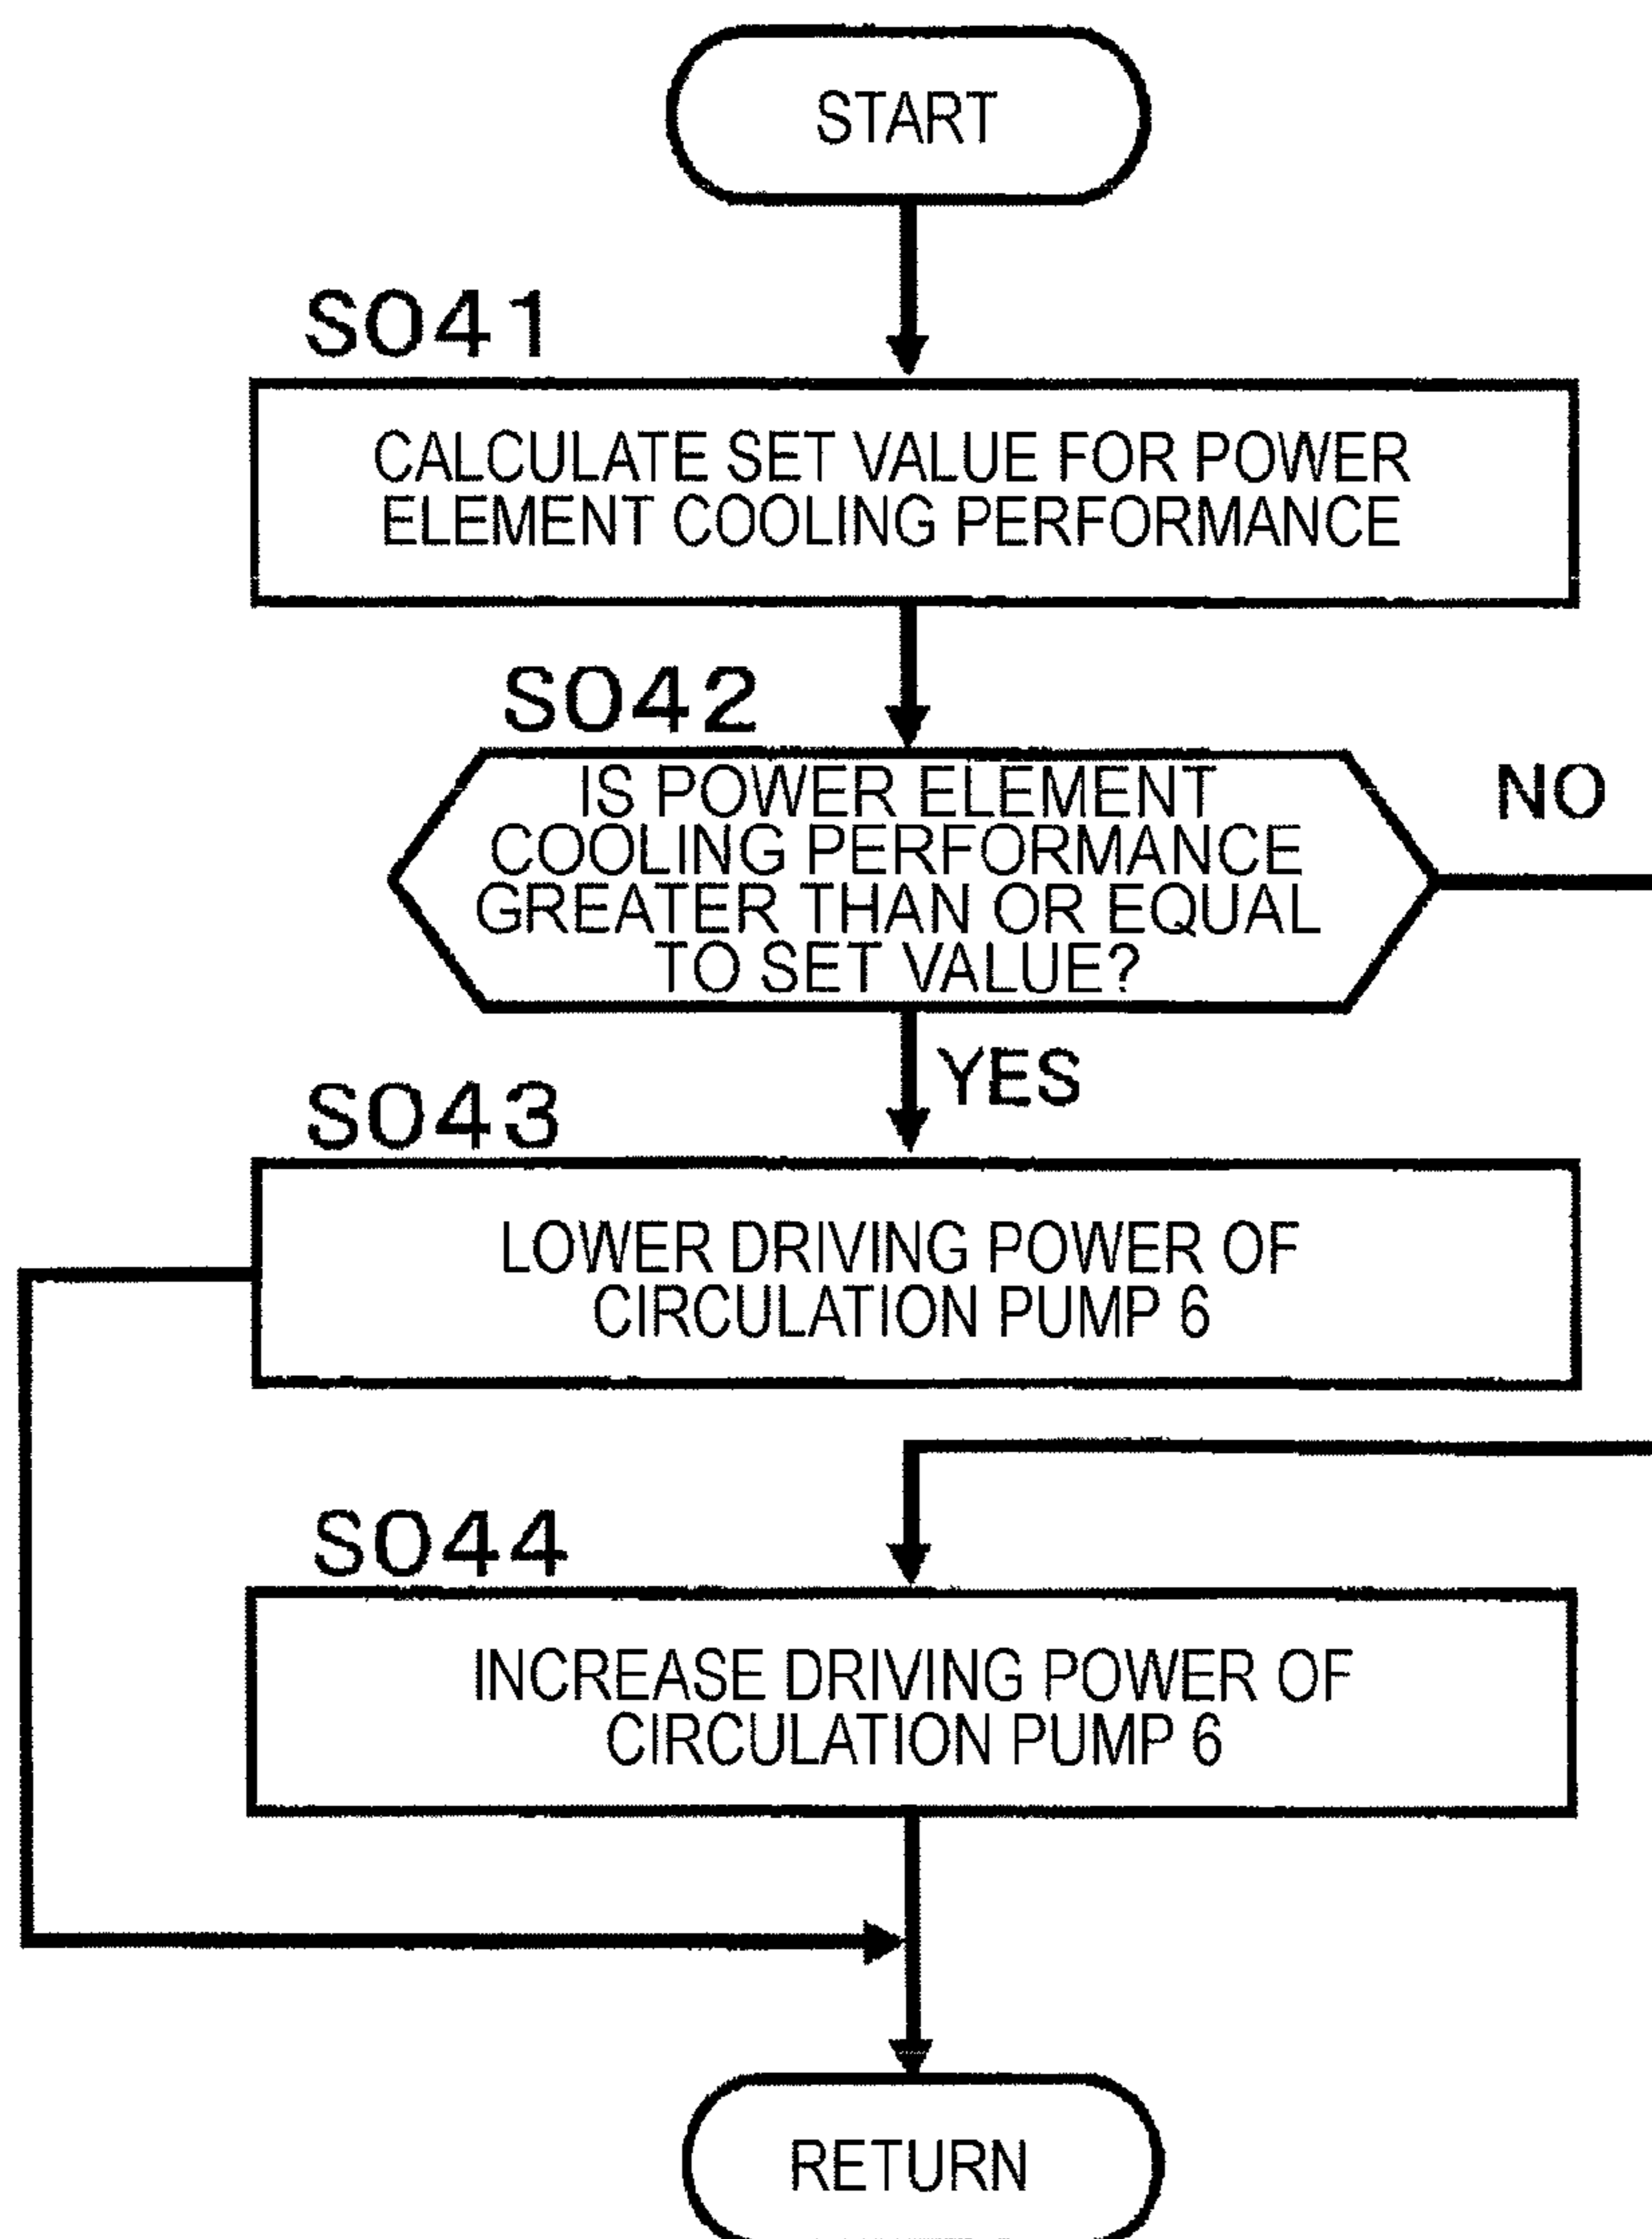 START
S041
CALCULATE SET VALUE FOR POWER
ELEMENT COOLING PERFORMANCE
S042
IS POWER ELEMENT
COOLING PERFORMANCE
GREATER THAN OR EQUAL
TO SET VALUE?
NO
YES
S043
LOWER DRIVING POWER OF
CIRCULATION PUMP 6
S044
INCREASE DRIVING POWER OF
CIRCULATION PUMP 6
RETURN